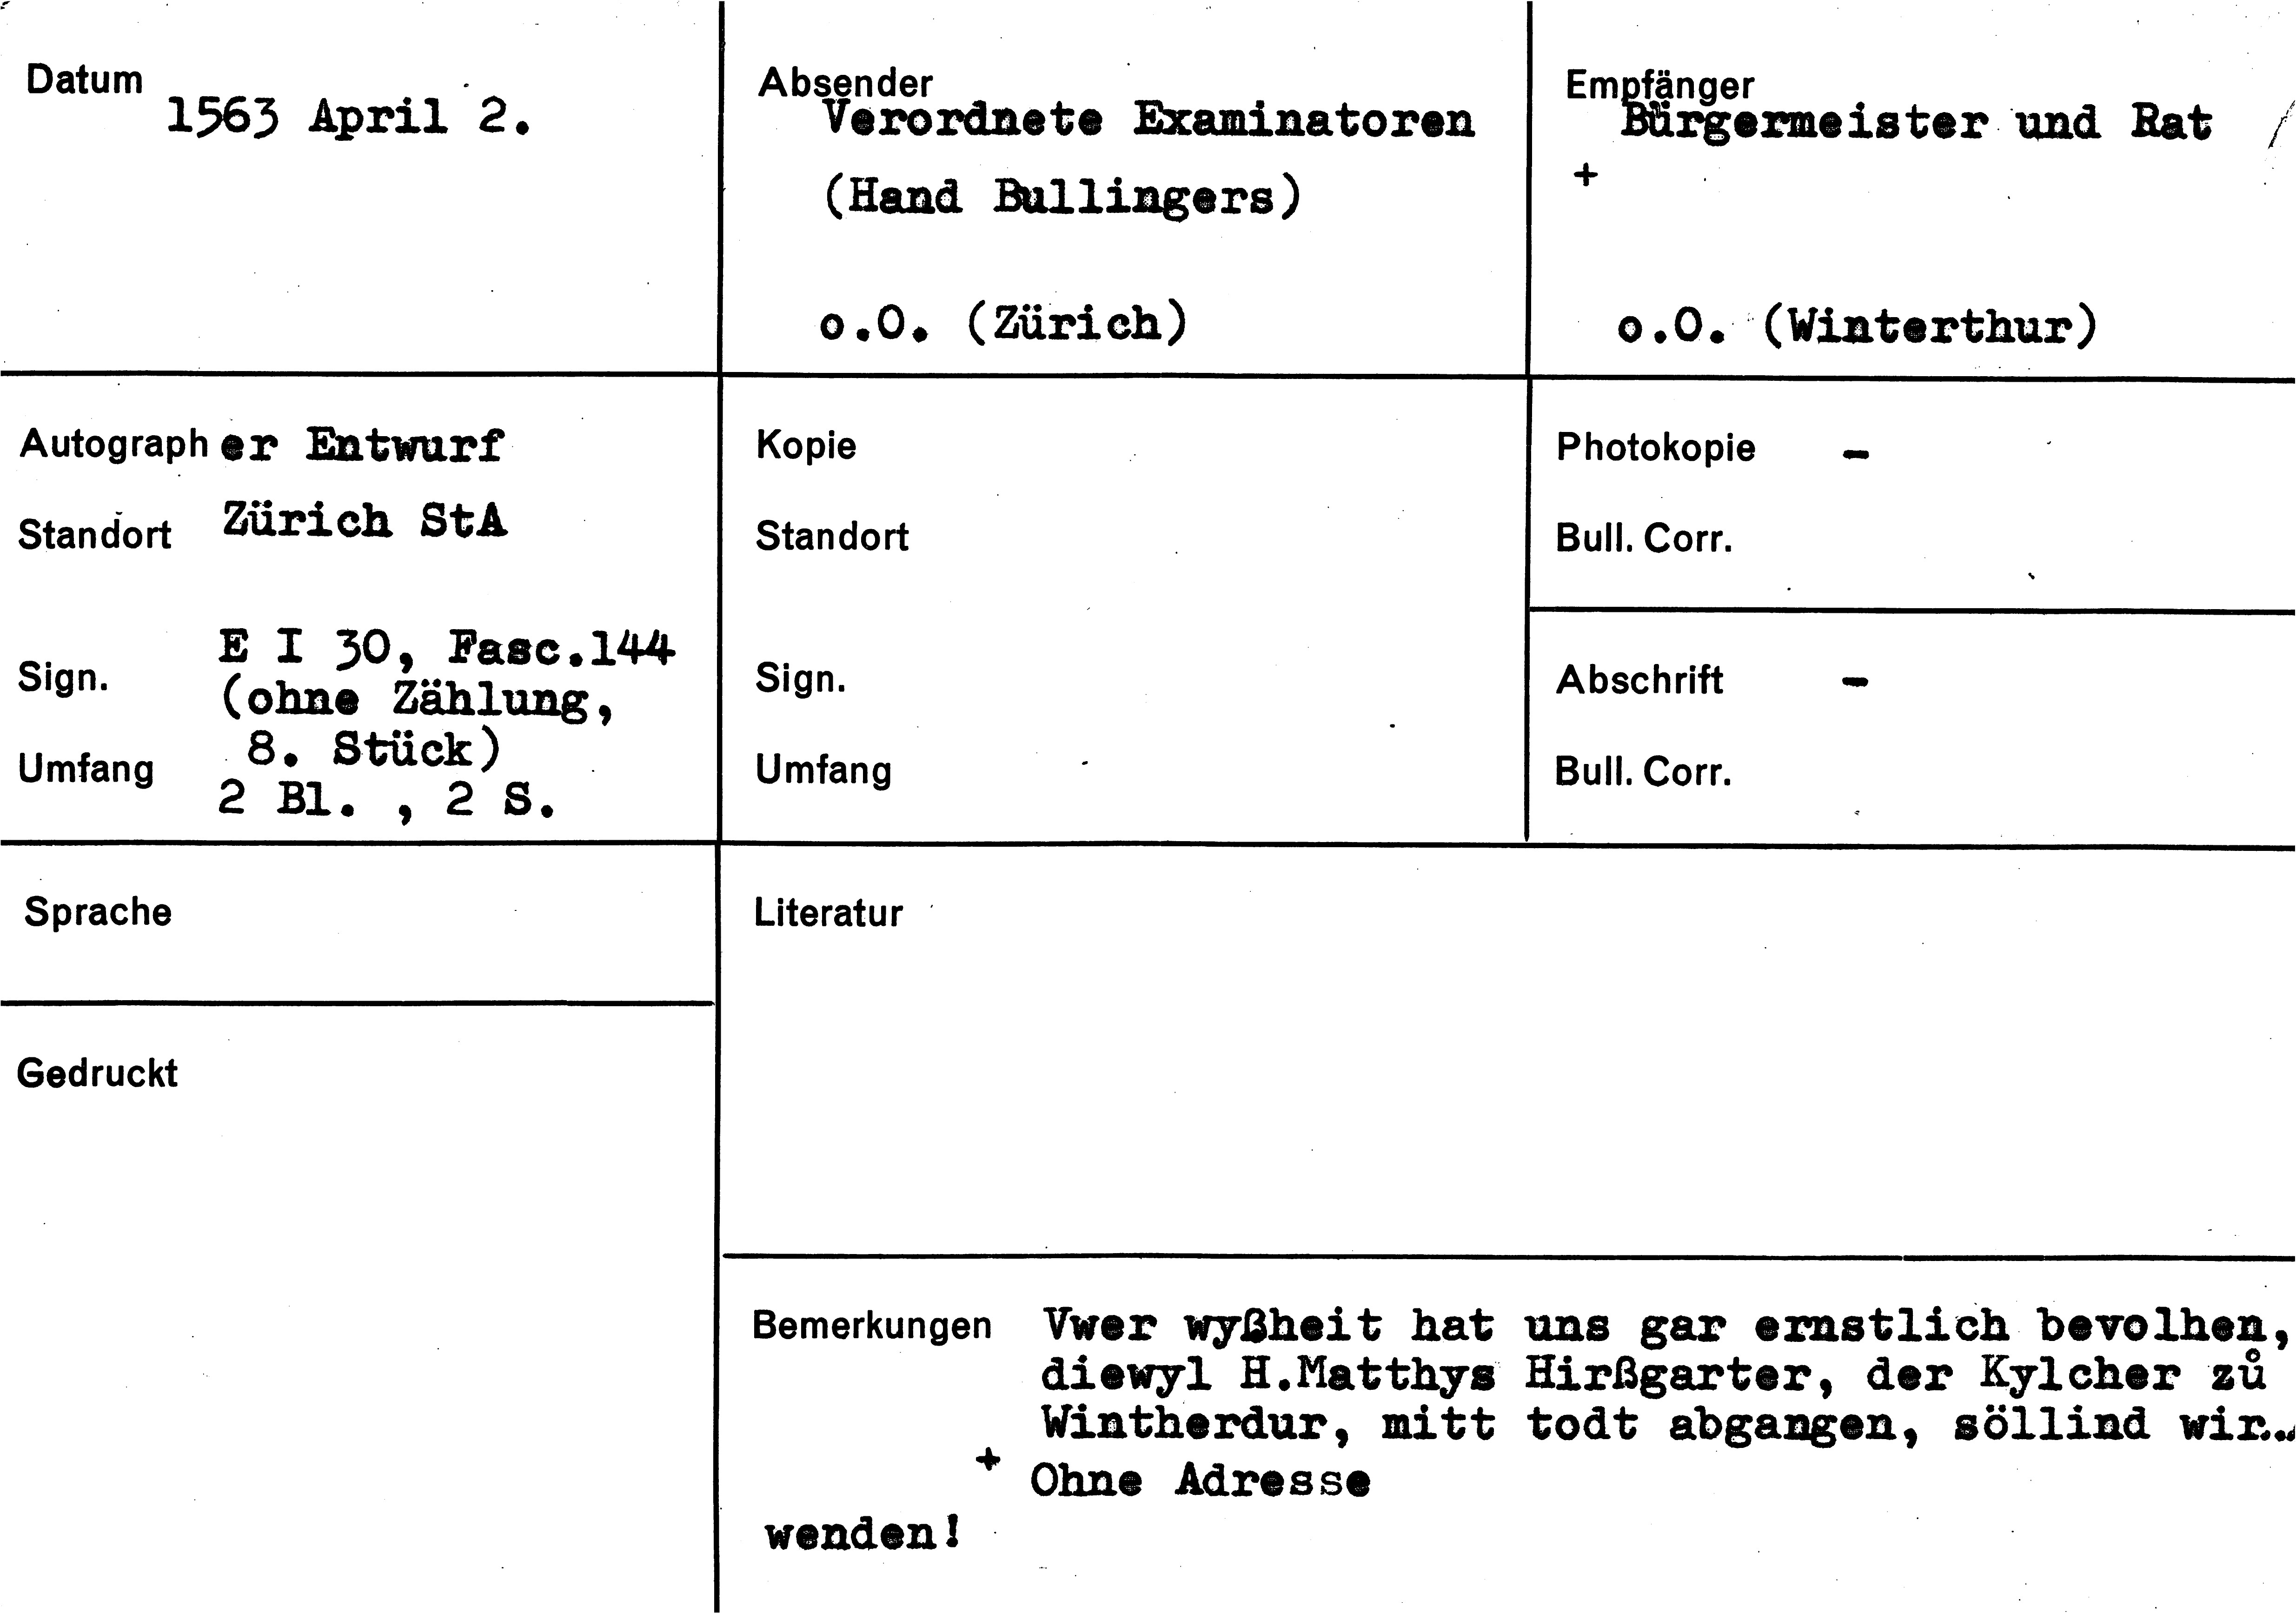 Datum
1563 April 2.
Absender
Verordnete Examinatoren
(Hand Bullingers)
o.O. (Zürich)
Empfänger
Bürgermeister und Rat
+
o.O. (Winterthur)
Autographer Entwurf
Standort Zürich StA
Sign. E I 30, Fasc.144
(ohne Zählung,
8. Stück)
Umfang 2 Bl. , 2 S.
Kopie
Standort
Sign.
Umfang
Photokopie -
Bull. Corr.
Abschrift -
Bull. Corr.
Sprache
Gedruckt
Literatur
Bemerkungen Vwer wyßheit hat uns gar ernstlich bevolhen,
diewyl H.Matthys Hirßgarter, der Kylcher zů
Wintherdur, mitt todt abgangen, söllind wir...
+ Ohne Adresse
wenden!